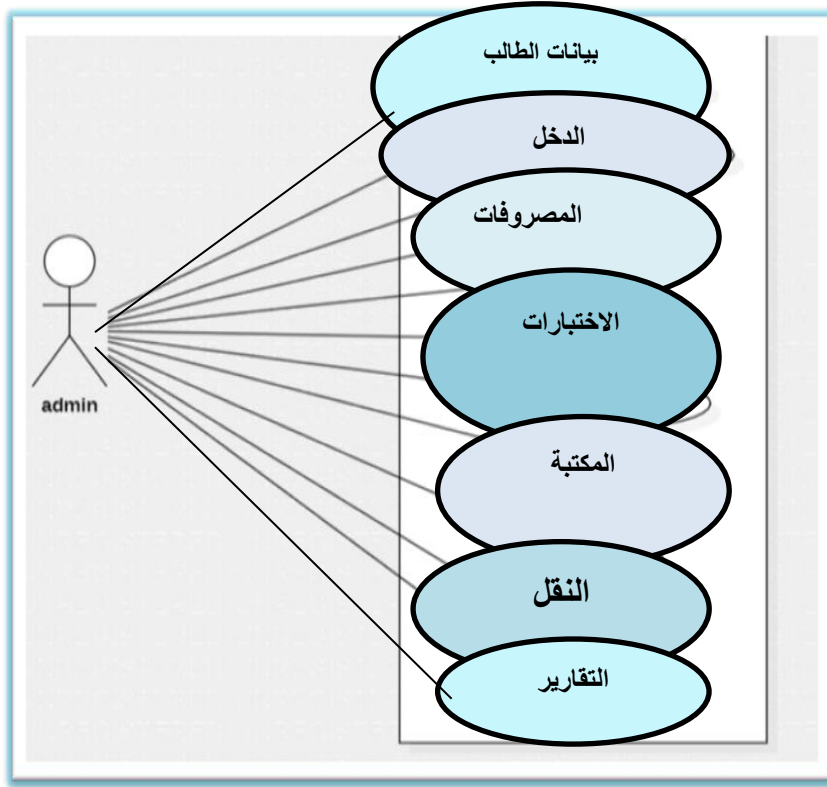 بيانات الطالب
الدخل
المصروفات
الاختبارات
المكتبة
النقل
التقارير
admin